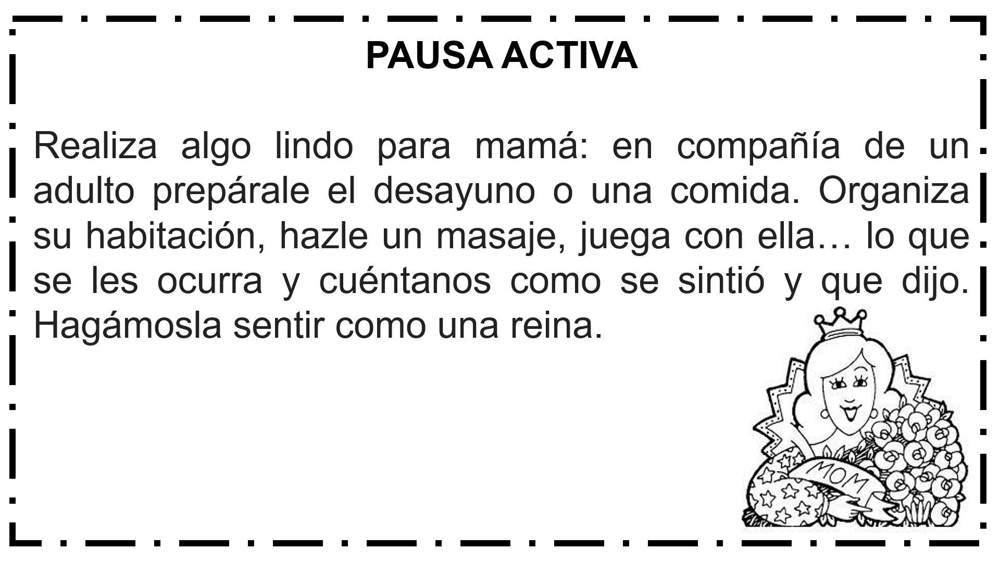 PAUSA ACTIVA
Realiza algo lindo para mamá: en compañía de un
adulto prepárale el desayuno o una comida. Organiza
su habitación, hazle un masaje, juega con ella… lo que
se les ocurra y cuéntanos como se sintió y que dijo.
Hagámosla sentir como una reina.
MOM